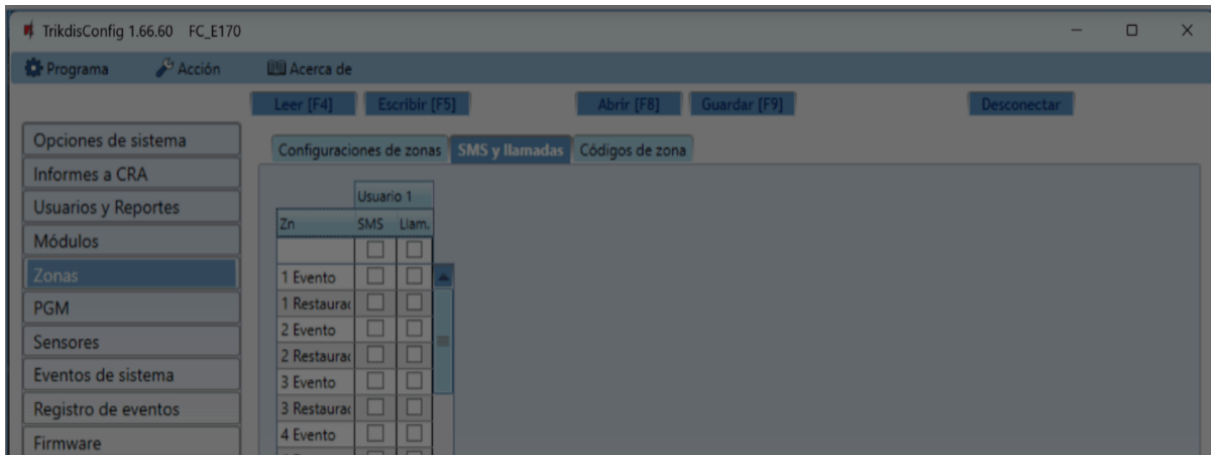 TrikdisConfig 1.66.60 FC_E170
Programa Acción Acerca de
Leer [F4] Escribir [F5] Abrir [F8] Guardar [F9] Desconectar
Opciones de sistema
Informes a CRA
Usuarios y Reportes
Módulos
Zonas
PGM
Sensores
Eventos de sistema
Registro de eventos
Firmware
Configuraciones de zonas SMS y llamadas Códigos de zona
Usuario 1
Zn SMS Llam.
1 Evento
1 Restaurac
2 Evento
2 Restaurac
3 Evento
3 Restaurac
4 Evento